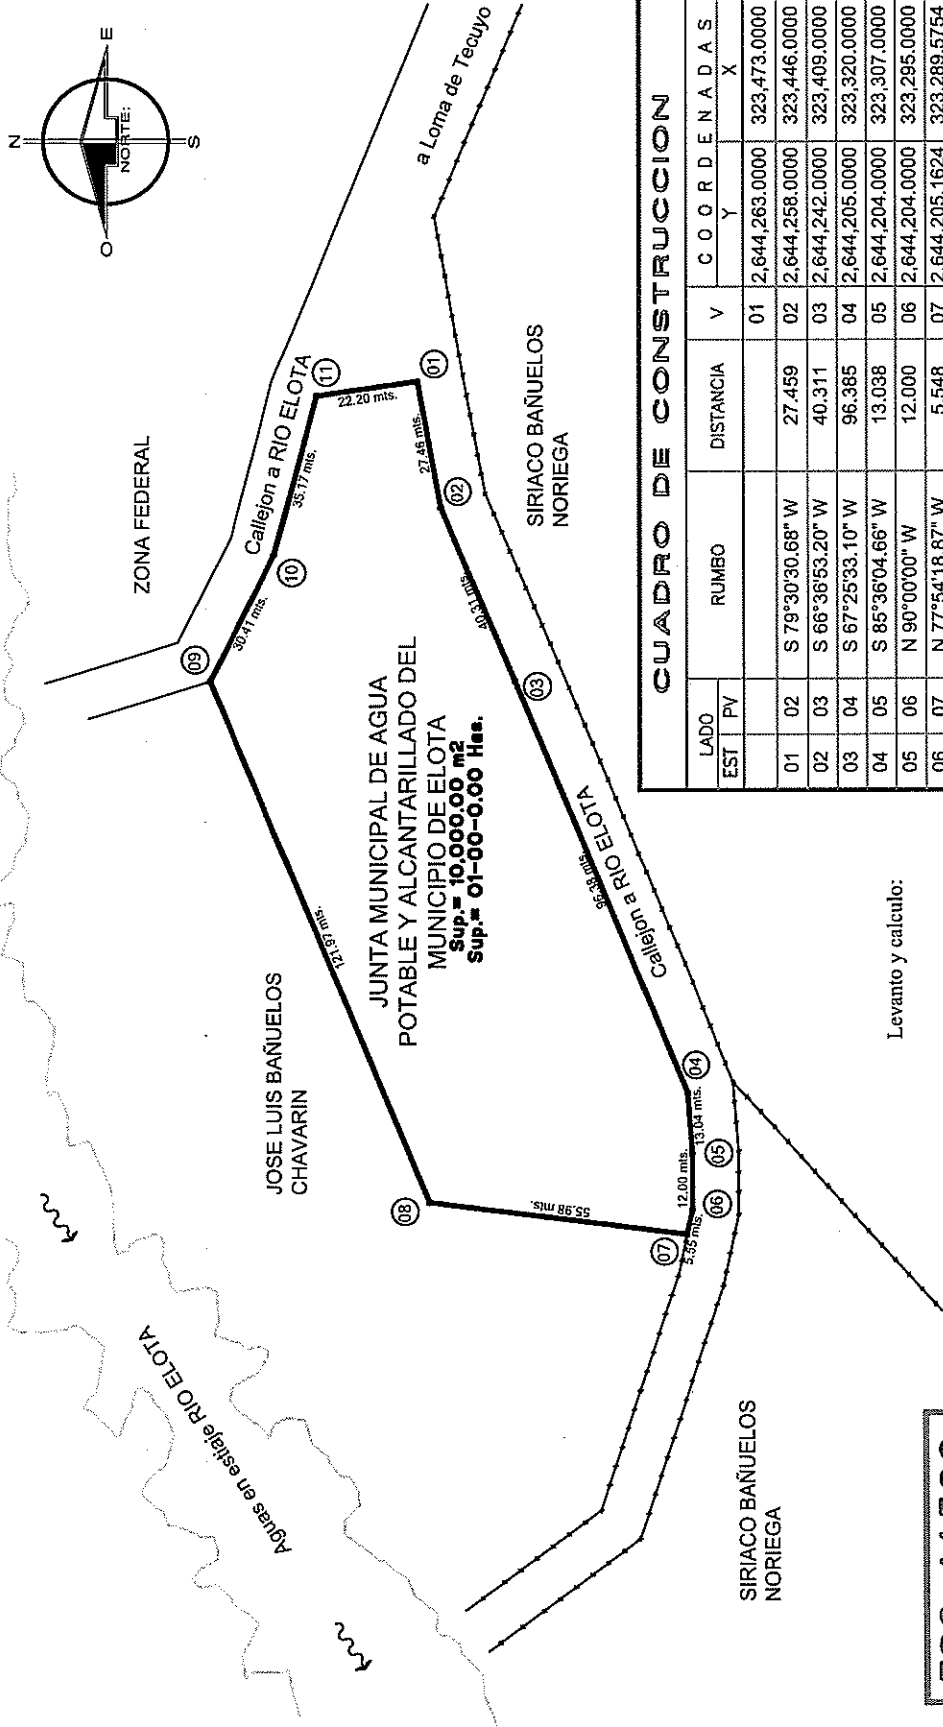 N
E
S
O
NORTE:
a Loma de Tecuyo
ZONA FEDERAL
Callejon a RIO ELOTA
SIRIACO BAÑUELOS
NORIEGA
09
10
11
01
02
03
04
05
06
07
08
30.41 mts.
35.17 mts.
22.20 mts.
27.46 mts.
40.31 mts.
96.38 mts.
13.04 mts.
12.00 mts.
5.55 mts.
55.98 mts.
121.97 mts.
JUNTA MUNICIPAL DE AGUA
POTABLE Y ALCANTARILLADO DEL
MUNICIPIO DE ELOTA
Sup.= 10,000.00 m2
Sup.= 01-00-0.00 Has.
Callejon a RIO ELOTA
JOSE LUIS BAÑUELOS
CHAVARIN
Aguas en estiaje RIO ELOTA
SIRIACO BAÑUELOS
NORIEGA
Levanto y calculo:
CUADRO DE CONSTRUCCION
LADO RUMBO DISTANCIA V COORDENADAS
EST PV Y X
01 2,644,263.0000 323,473.0000
01 02 S 79°30'30.68" W 27.459 02 2,644,258.0000 323,446.0000
02 03 S 66°36'53.20" W 40.311 03 2,644,242.0000 323,409.0000
03 04 S 67°25'33.10" W 96.385 04 2,644,205.0000 323,320.0000
04 05 S 85°36'04.66" W 13.038 05 2,644,204.0000 323,307.0000
05 06 N 90°00'00" W 12.000 06 2,644,204.0000 323,295.0000
06 07 N 77°54'18.87" W 5.548 07 2,644,205.1624 323,289.5754